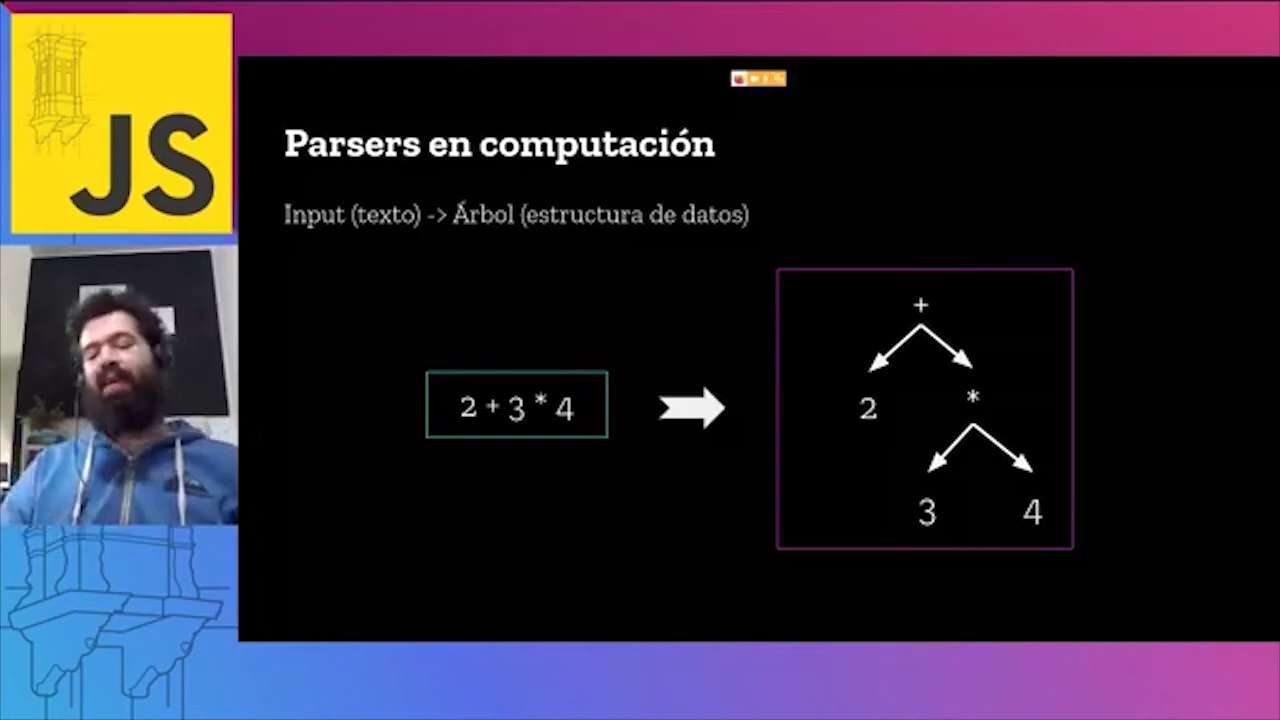 JS
Parsers en computación
Input (texto) -> Árbol (estructura de datos)
2 + 3 * 4
+
2 *
3 4